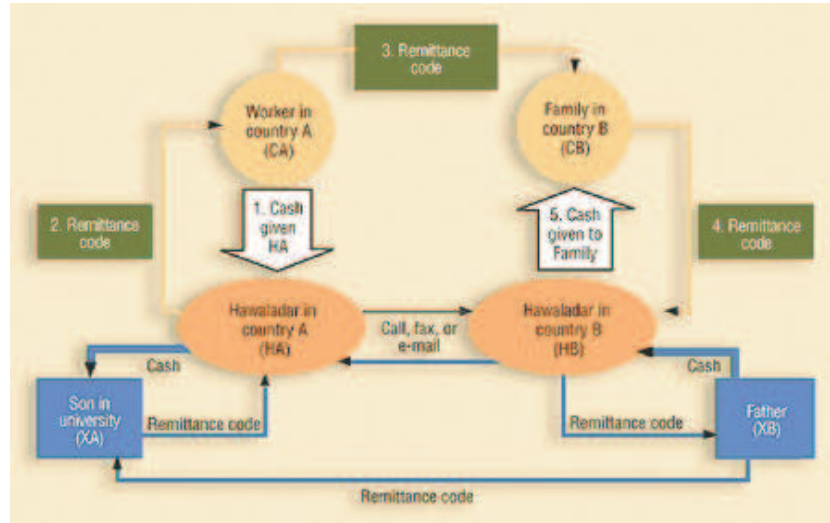 3. Remittance
code
Worker in
country A
(CA)
Family in
country B
(CB)
2. Remittance
code
1. Cash
given
HA
5. Cash
given to
Family
4. Remittance
code
Hawaladar in
country A
(HA)
Call, fax, or
e-mail
Hawaladar in
country B
(HB)
Cash
Cash
Son in
university
(XA)
Remittance code
Remittance code
Father
(XB)
Remittance code